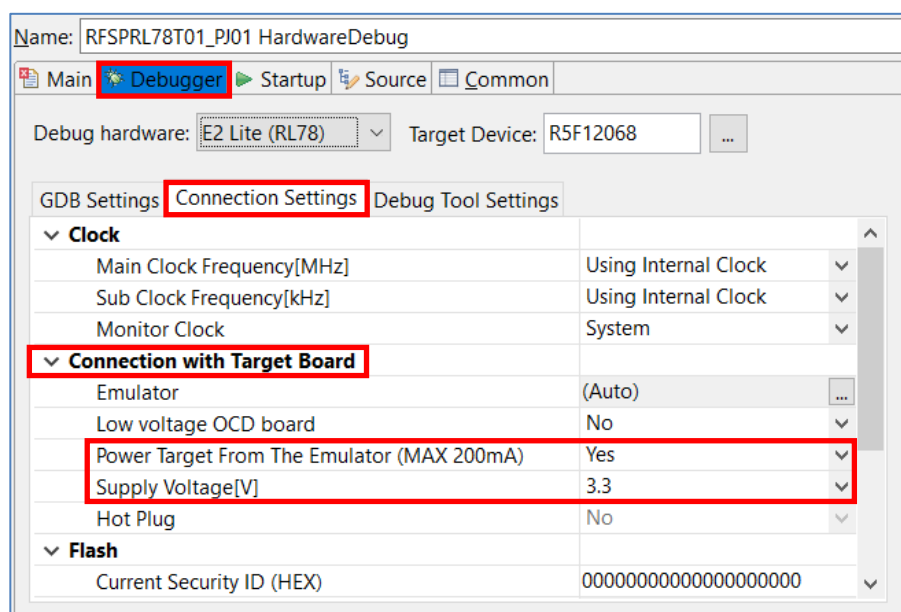 Name: RFSPRL78T01_PJ01 HardwareDebug
Main Debugger Startup Source Common
Debug hardware: E2 Lite (RL78) Target Device: R5F12068 ...
GDB Settings Connection Settings Debug Tool Settings
Clock
Main Clock Frequency[MHz] Using Internal Clock
Sub Clock Frequency[kHz] Using Internal Clock
Monitor Clock System
Connection with Target Board
Emulator (Auto) ...
Low voltage OCD board No
Power Target From The Emulator (MAX 200mA) Yes
Supply Voltage[V] 3.3
Hot Plug No
Flash
Current Security ID (HEX) 00000000000000000000